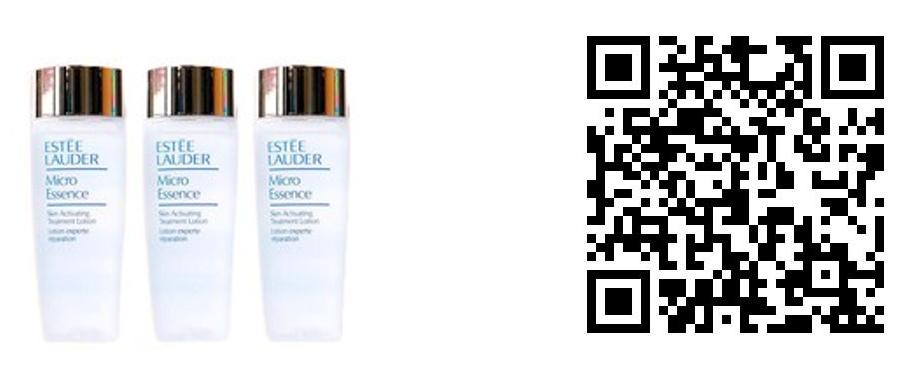 ESTĒE
LAUDER
Micro
Essence
Skin Activating
Treatment Lotion
Lotion experte
réparation
ESTĒE
LAUDER
Micro
Essence
Skin Activating
Treatment Lotion
Lotion experte
réparation
ESTĒE
LAUDER
Micro
Essence
Skin Activating
Treatment Lotion
Lotion experte
réparation